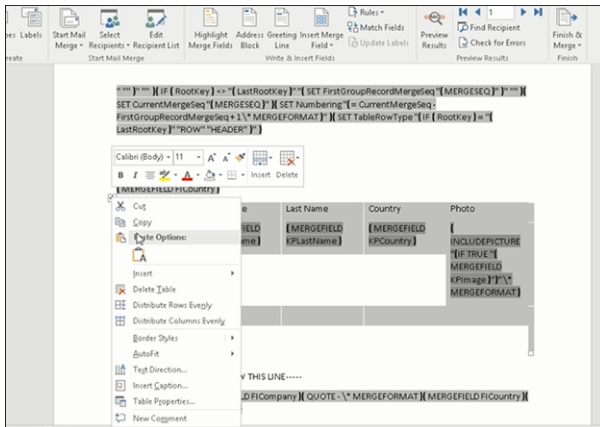 pes Labels Start Mail Merge Select Recipients Edit Recipient List Highlight Merge Fields Address Block Greeting Line Insert Merge Field Rules Match Fields Update Labels Preview Results 1 Find Recipient Check for Errors Finish & Merge
reate Start Mail Merge Write & Insert Fields Preview Results Finish
" "" }" "" }{ IF { RootKey } <> "{ LastRootKey }" "{ SET FirstGroupRecordMergeSeq "{ MERGESEQ }" }" "" }{
SET CurrentMergeSeq "{ MERGESEQ }" }{ SET Numbering "{ = CurrentMergeSeq -
FirstGroupRecordMergeSeq + 1 \* MERGEFORMAT }" }{ SET TableRowType "{ IF { RootKey } = "{
LastRootKey }" "ROW" "HEADER" }" }
Calibri (Body) 11 A A
B I A Insert Delete
{ MERGEFIELD FICountry }
Cut
Copy
Paste Options:
A
Insert
Delete Table
Distribute Rows Evenly
Distribute Columns Evenly
Border Styles
AutoFit
Text Direction...
Insert Caption...
Table Properties...
New Comment
e Last Name Country Photo
FIELD { MERGEFIELD { MERGEFIELD {
ame } KPLastName } KPCountry } INCLUDEPICTURE
"{IF TRUE "{
MERGEFIELD
KPImage }"}" \*
MERGEFORMAT }
W THIS LINE-----
LD FICompany }{ QUOTE - \* MERGEFORMAT }{ MERGEFIELD FICountry }{